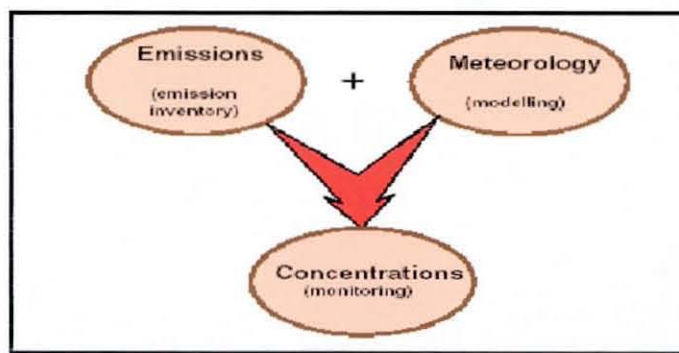 Emissions
(emission
inventory)
+
Meteorology
(modelling)
Concentrations
(monitoring)